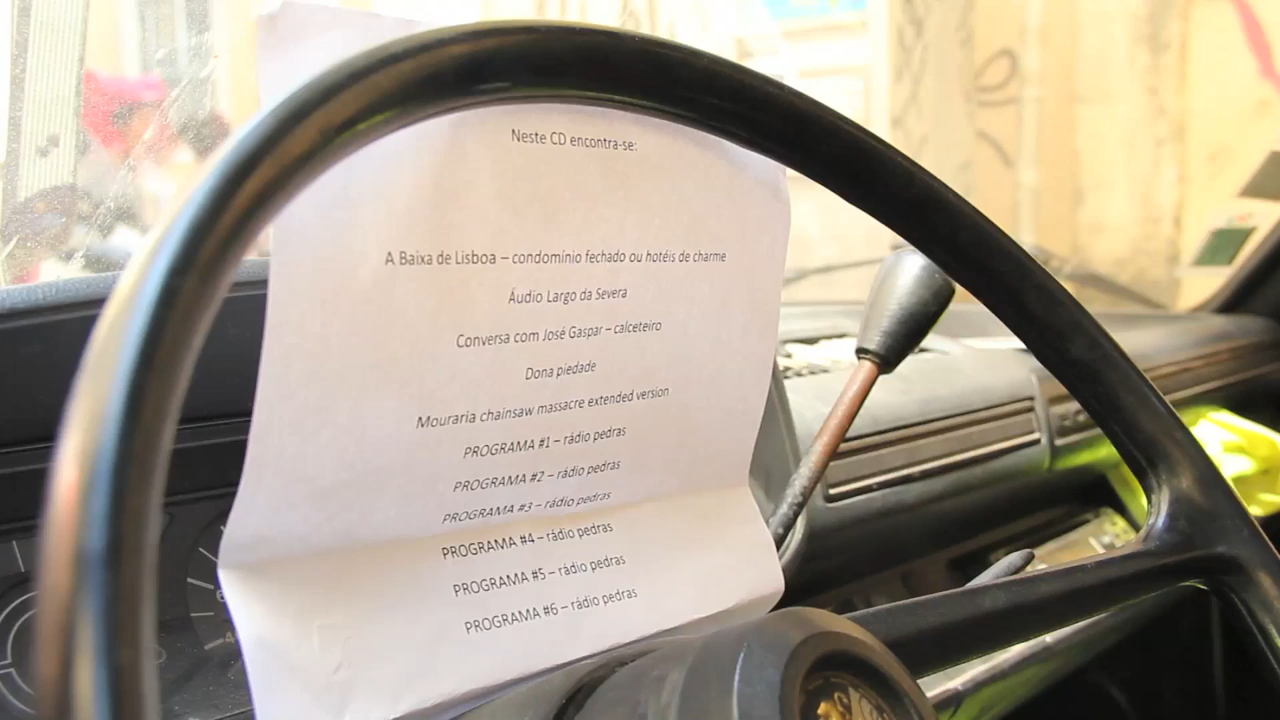 Neste CD encontra-se:
A Baixa de Lisboa – condomínio fechado ou hotéis de charme
Áudio Largo da Severa
Conversa com José Gaspar – calceteiro
Dona piedade
Mouraria chainsaw massacre extended version
PROGRAMA #1 – rádio pedras
PROGRAMA #2 – rádio pedras
PROGRAMA #3 – rádio pedras
PROGRAMA #4 – rádio pedras
PROGRAMA #5 – rádio pedras
PROGRAMA #6 – rádio pedras